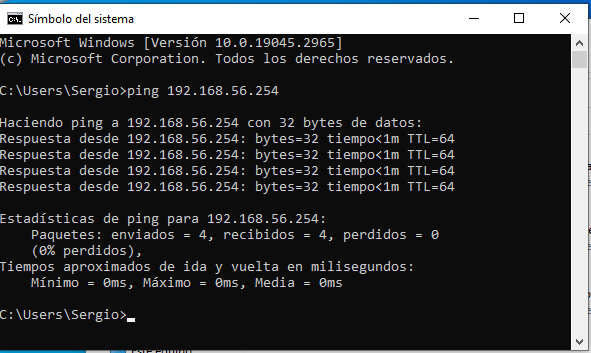 Símbolo del sistema
Microsoft Windows [Versión 10.0.19045.2965]
(c) Microsoft Corporation. Todos los derechos reservados.
C:\Users\Sergio>ping 192.168.56.254
Haciendo ping a 192.168.56.254 con 32 bytes de datos:
Respuesta desde 192.168.56.254: bytes=32 tiempo<1m TTL=64
Respuesta desde 192.168.56.254: bytes=32 tiempo<1m TTL=64
Respuesta desde 192.168.56.254: bytes=32 tiempo<1m TTL=64
Respuesta desde 192.168.56.254: bytes=32 tiempo<1m TTL=64
Estadísticas de ping para 192.168.56.254:
Paquetes: enviados = 4, recibidos = 4, perdidos = 0
(0% perdidos),
Tiempos aproximados de ida y vuelta en milisegundos:
Mínimo = 0ms, Máximo = 0ms, Media = 0ms
C:\Users\Sergio>
Este equipo